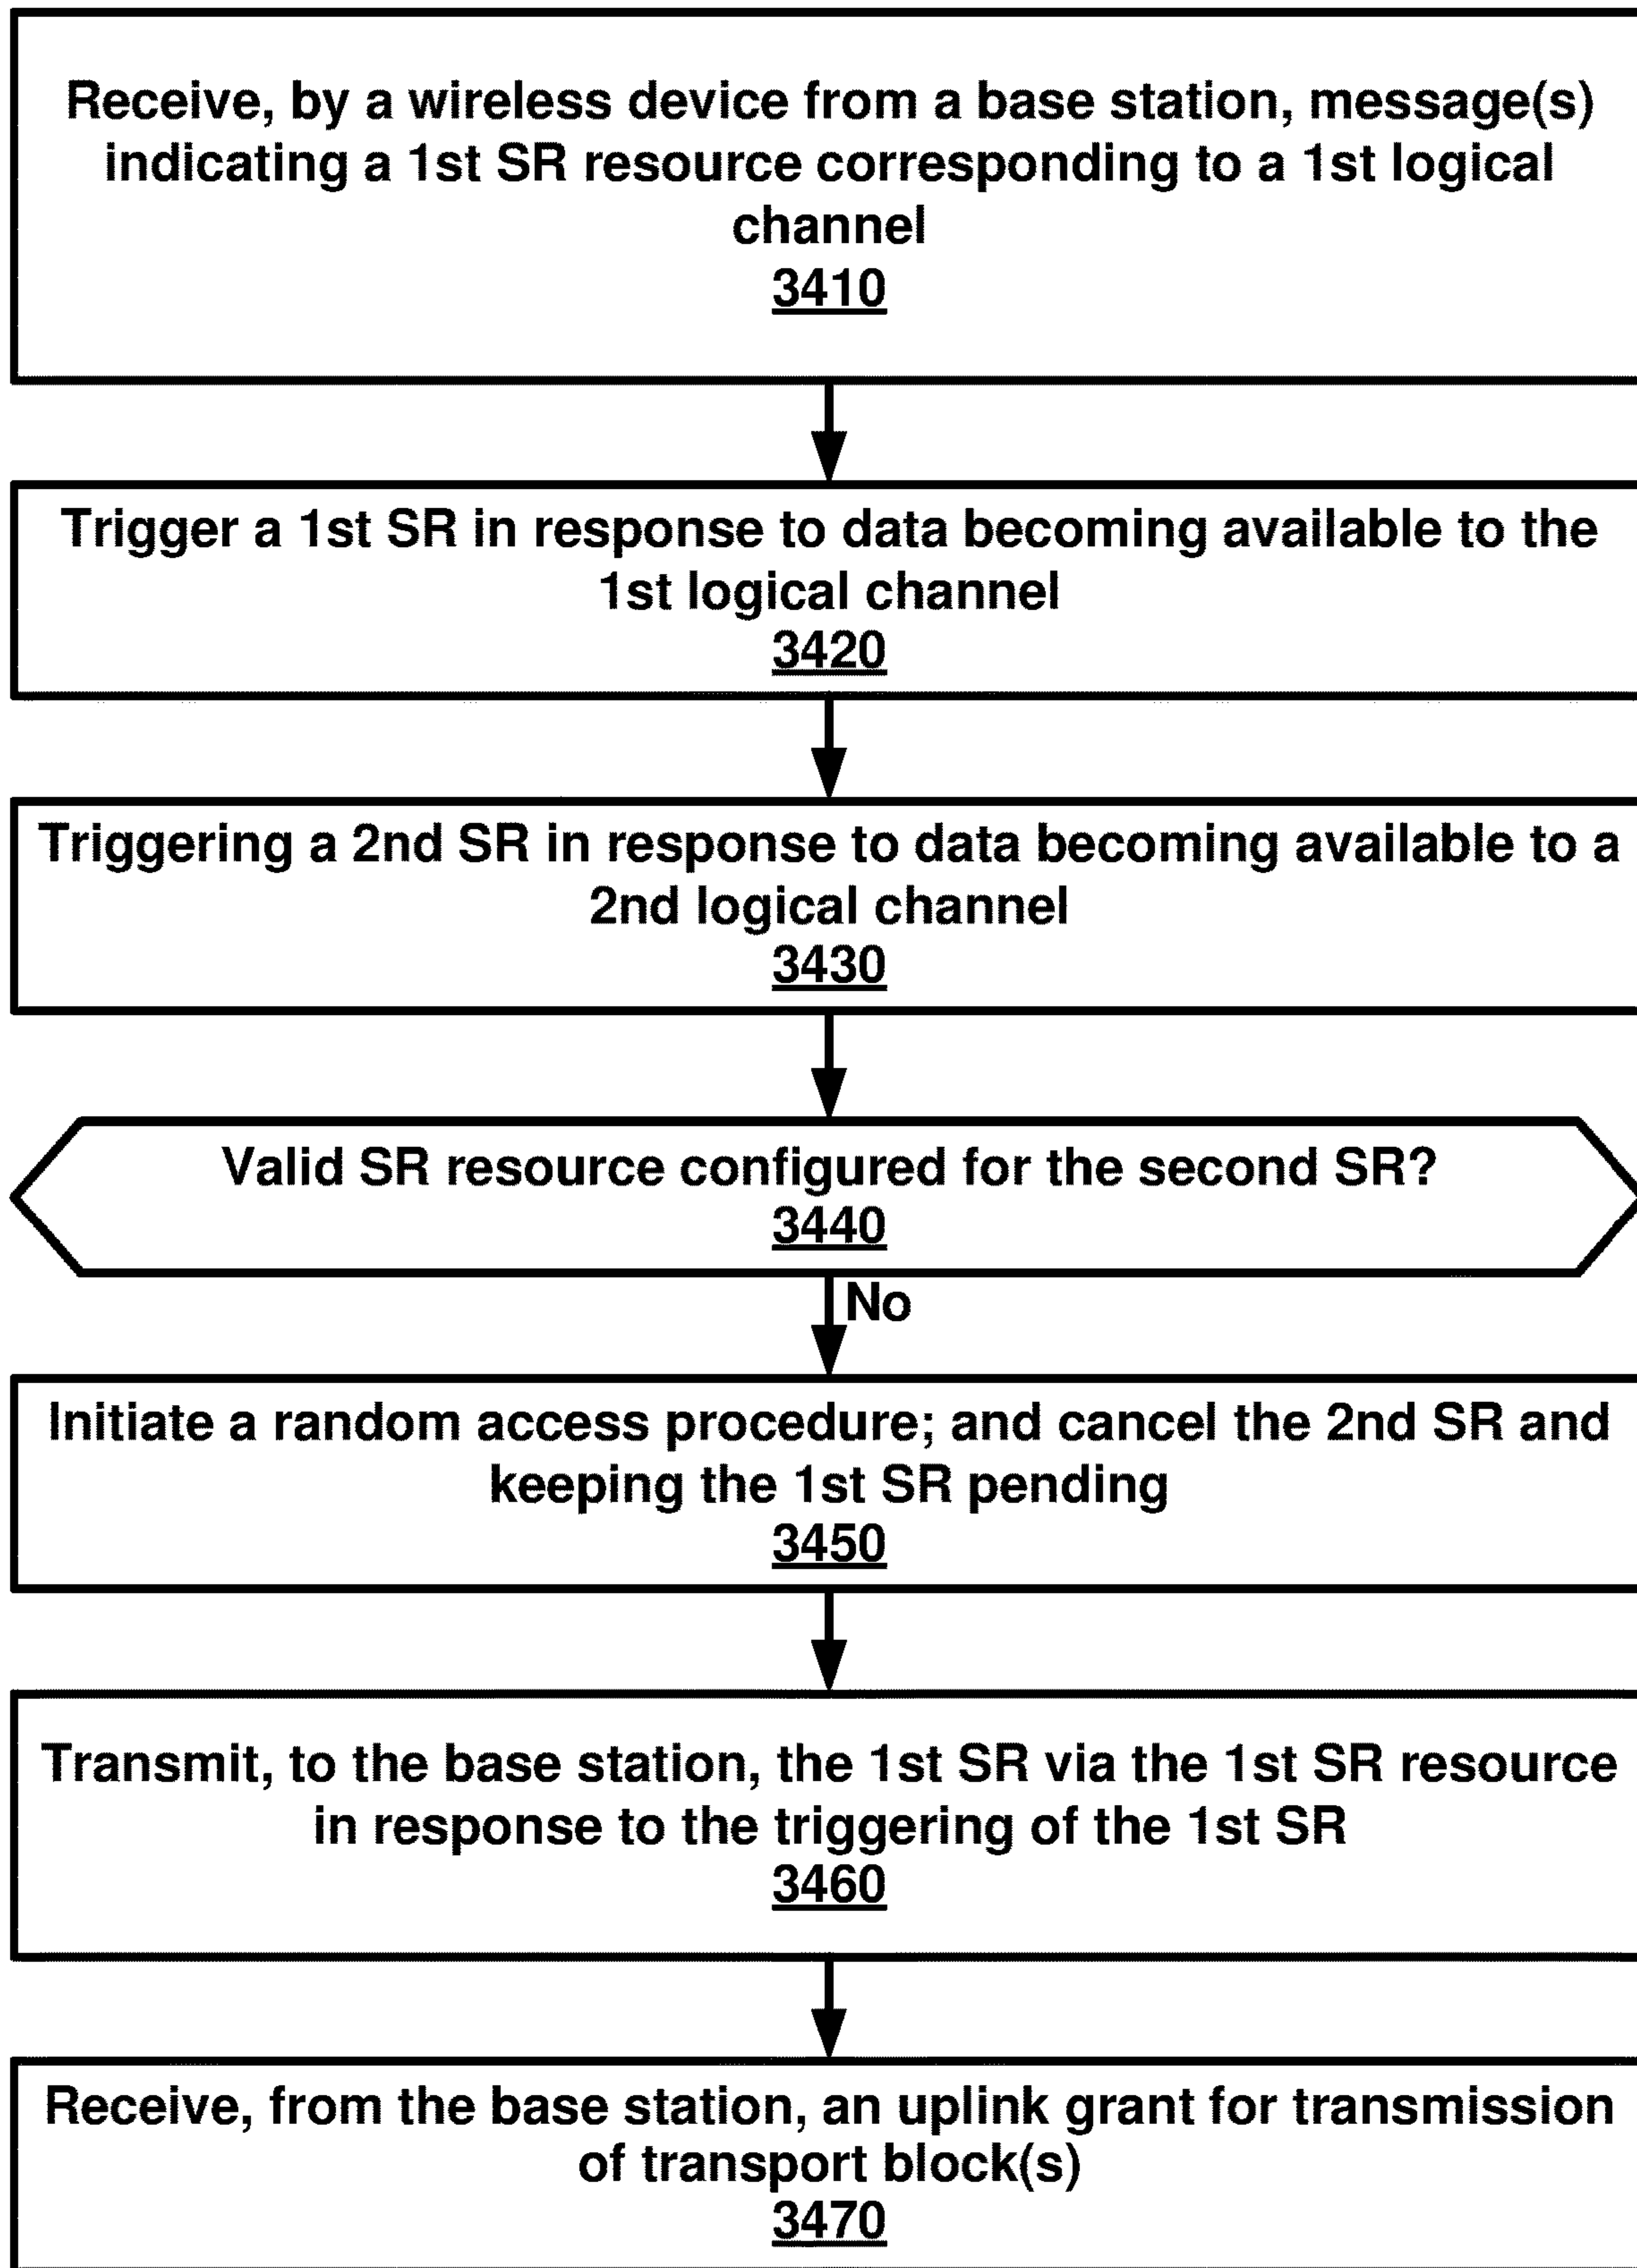 Receive, by a wireless device from a base station, message(s)
indicating a 1st SR resource corresponding to a 1st logical
channel
3410
Trigger a 1st SR in response to data becoming available to the
1st logical channel
3420
Triggering a 2nd SR in response to data becoming available to a
2nd logical channel
3430
Valid SR resource configured for the second SR?
3440
No
Initiate a random access procedure; and cancel the 2nd SR and
keeping the 1st SR pending
3450
Transmit, to the base station, the 1st SR via the 1st SR resource
in response to the triggering of the 1st SR
3460
Receive, from the base station, an uplink grant for transmission
of transport block(s)
3470